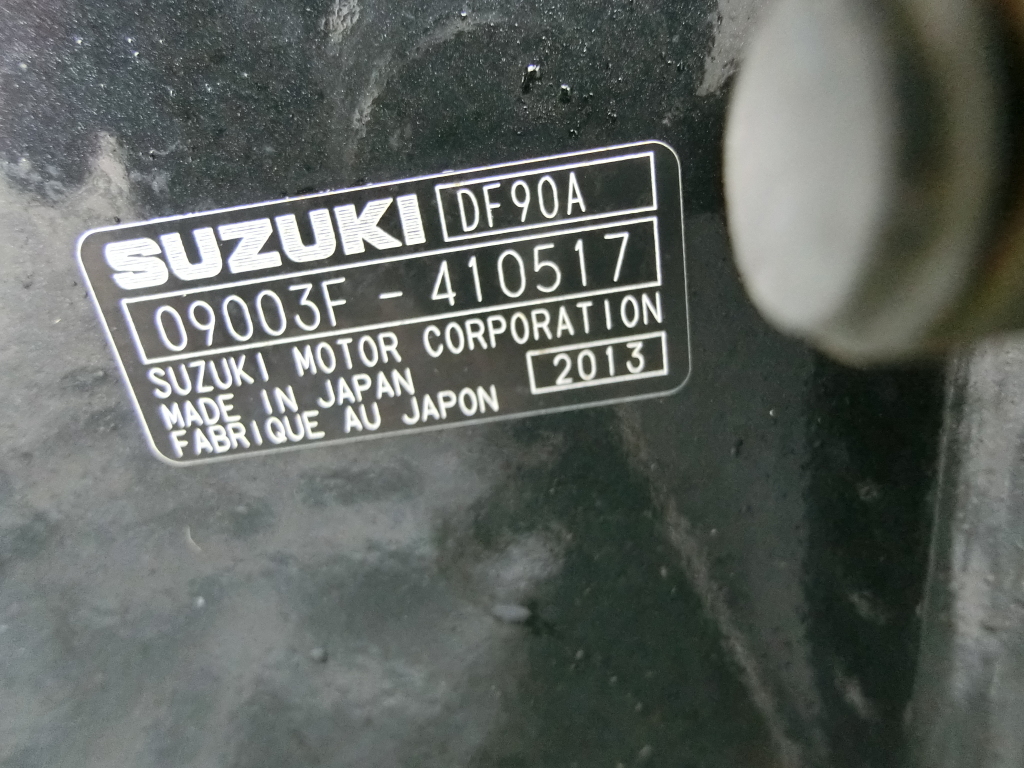 SUZUKI DF90A
09003F - 410517
SUZUKI MOTOR CORPORATION
MADE IN JAPAN 2013
FABRIQUE AU JAPON